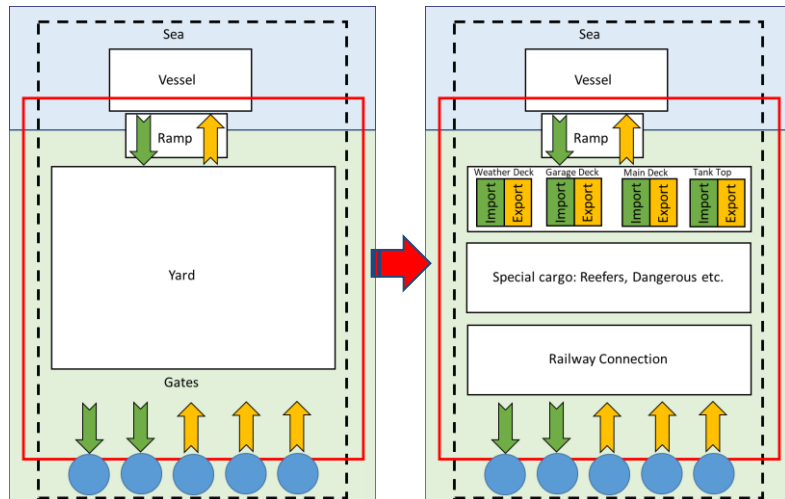 Sea
Vessel
Ramp
Yard
Gates
Sea
Vessel
Ramp
Weather Deck Garage Deck Main Deck Tank Top
Import Export Import Export Import Export Import Export
Special cargo: Reefers, Dangerous etc.
Railway Connection